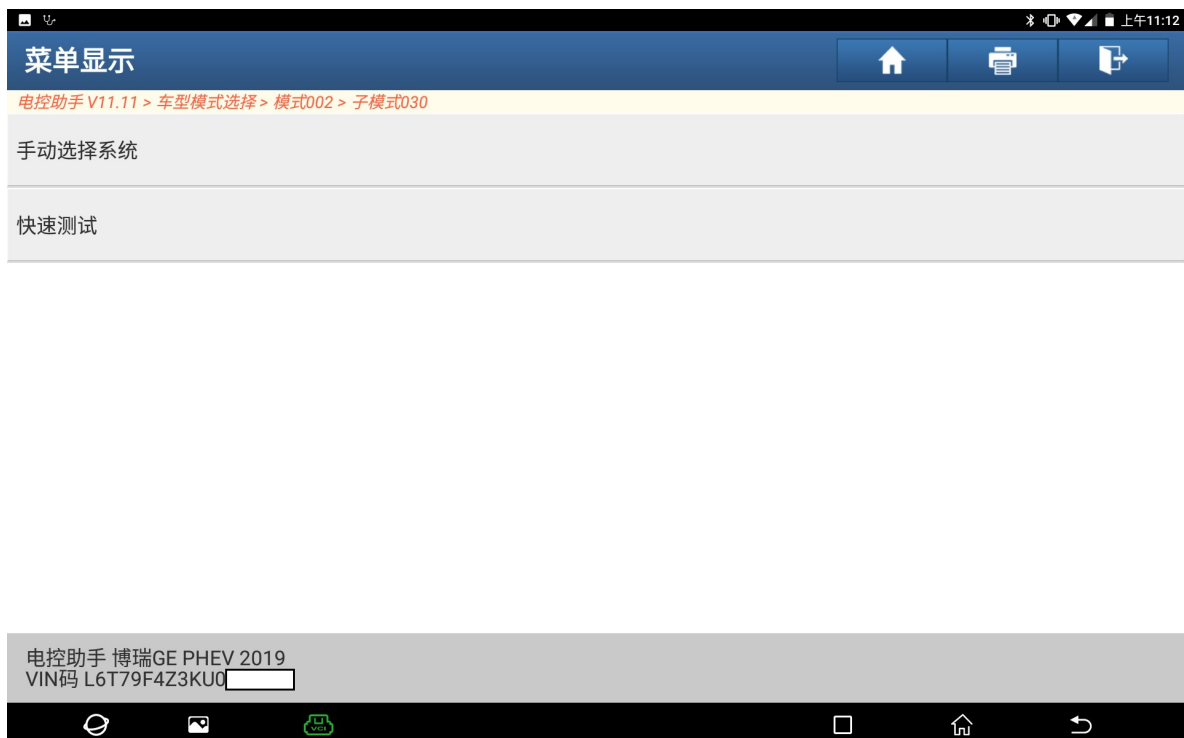 上午11:12
菜单显示
电控助手 V11.11 > 车型模式选择 > 模式002 > 子模式030
手动选择系统
快速测试
电控助手 博瑞GE PHEV 2019
VIN码 L6T79F4Z3KU0
VCI